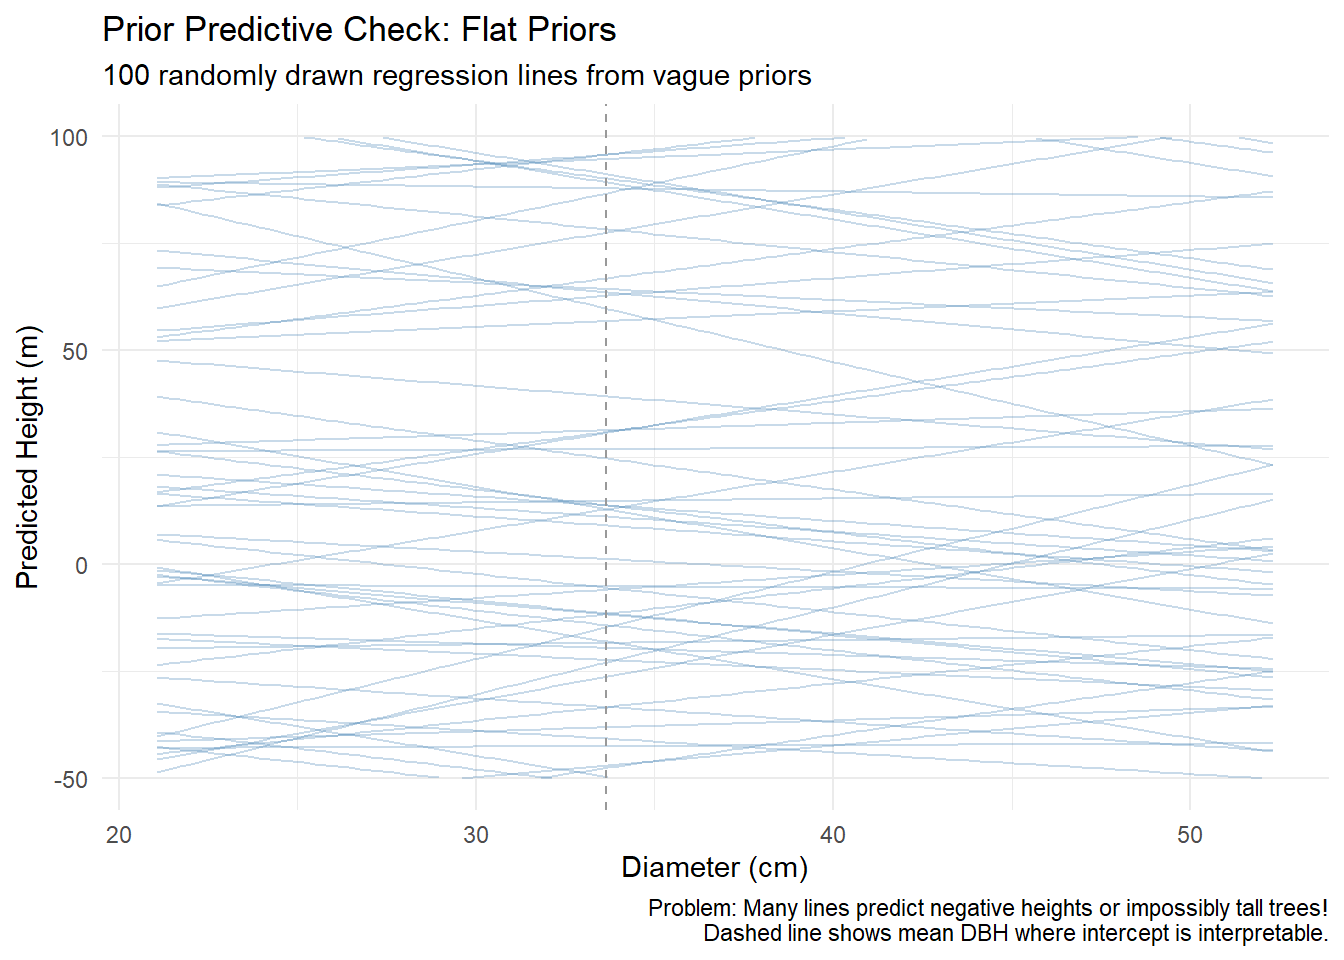 Prior Predictive Check: Flat Priors
100 randomly drawn regression lines from vague priors
100
50
0
-50
Predicted Height (m)
20 30 40 50
Diameter (cm)
Problem: Many lines predict negative heights or impossibly tall trees!
Dashed line shows mean DBH where intercept is interpretable.